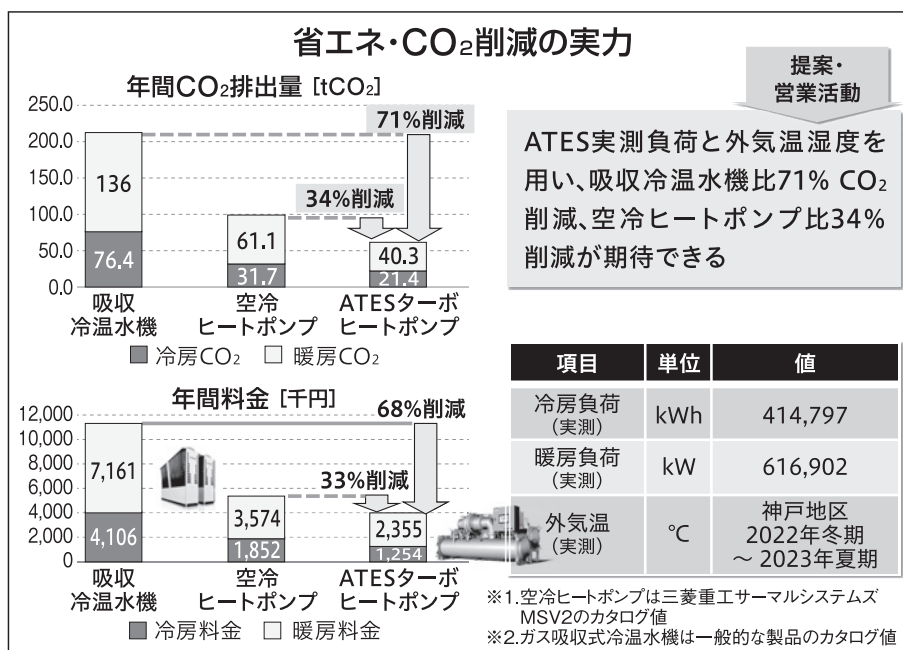 省エネ・CO₂削減の実力
年間CO₂排出量 [tCO₂]
250.0
200.0
150.0
100.0
50.0
0.0
136
76.4
61.1
31.7
40.3
21.4
71%削減
34%削減
吸収
冷温水機
空冷
ヒートポンプ
ATESターボ
ヒートポンプ
冷房CO₂ 暖房CO₂
年間料金 [千円]
12,000
10,000
8,000
6,000
4,000
2,000
0
7,161
4,106
3,574
1,852
2,355
1,254
68%削減
33%削減
吸収
冷温水機
空冷
ヒートポンプ
ATESターボ
ヒートポンプ
冷房料金 暖房料金
提案・
営業活動
ATES実測負荷と外気温湿度を
用い、吸収冷温水機比71% CO₂
削減、空冷ヒートポンプ比34%
削減が期待できる
項目 単位 値
冷房負荷
(実測)
kWh 414,797
暖房負荷
(実測)
kW 616,902
外気温
(実測)
℃
神戸地区
2022年冬期
～2023年夏期
※1.空冷ヒートポンプは三菱重工サーマルシステムズ
MSV2のカタログ値
※2.ガス吸収式冷温水機は一般的な製品のカタログ値